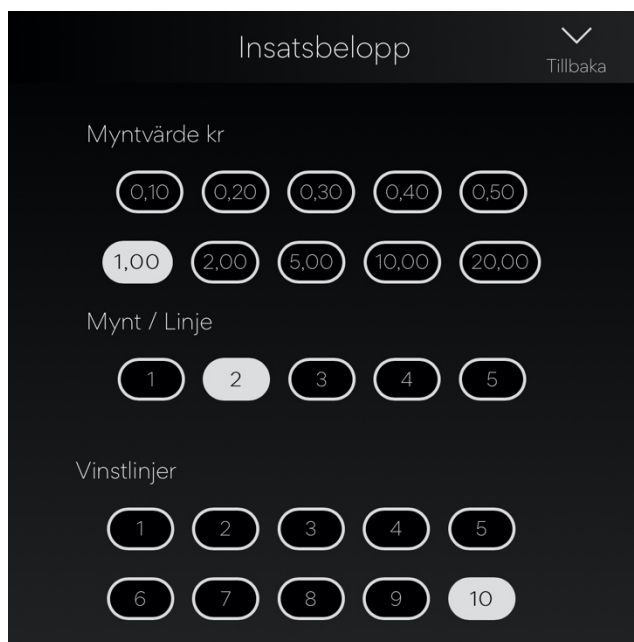 Insatsbelopp
Tillbaka
Myntvärde kr
0,10 0,20 0,30 0,40 0,50
1,00 2,00 5,00 10,00 20,00
Mynt / Linje
1 2 3 4 5
Vinstlinjer
1 2 3 4 5
6 7 8 9 10